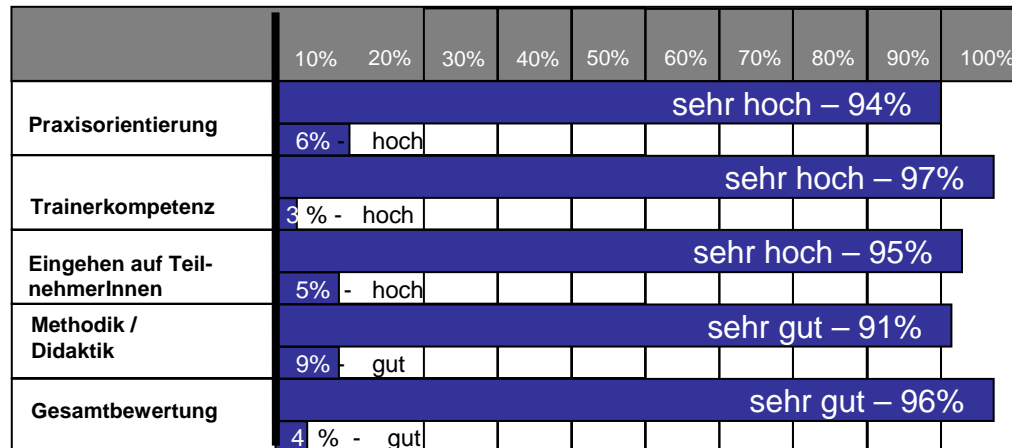 10% 20% 30% 40% 50% 60% 70% 80% 90% 100%
Praxisorientierung
sehr hoch – 94%
6% - hoch
Trainerkompetenz
sehr hoch – 97%
3 % - hoch
Eingehen auf Teil-
nehmerInnen
sehr hoch – 95%
5% - hoch
Methodik /
Didaktik
sehr gut – 91%
9% - gut
Gesamtbewertung
sehr gut – 96%
4 % - gut